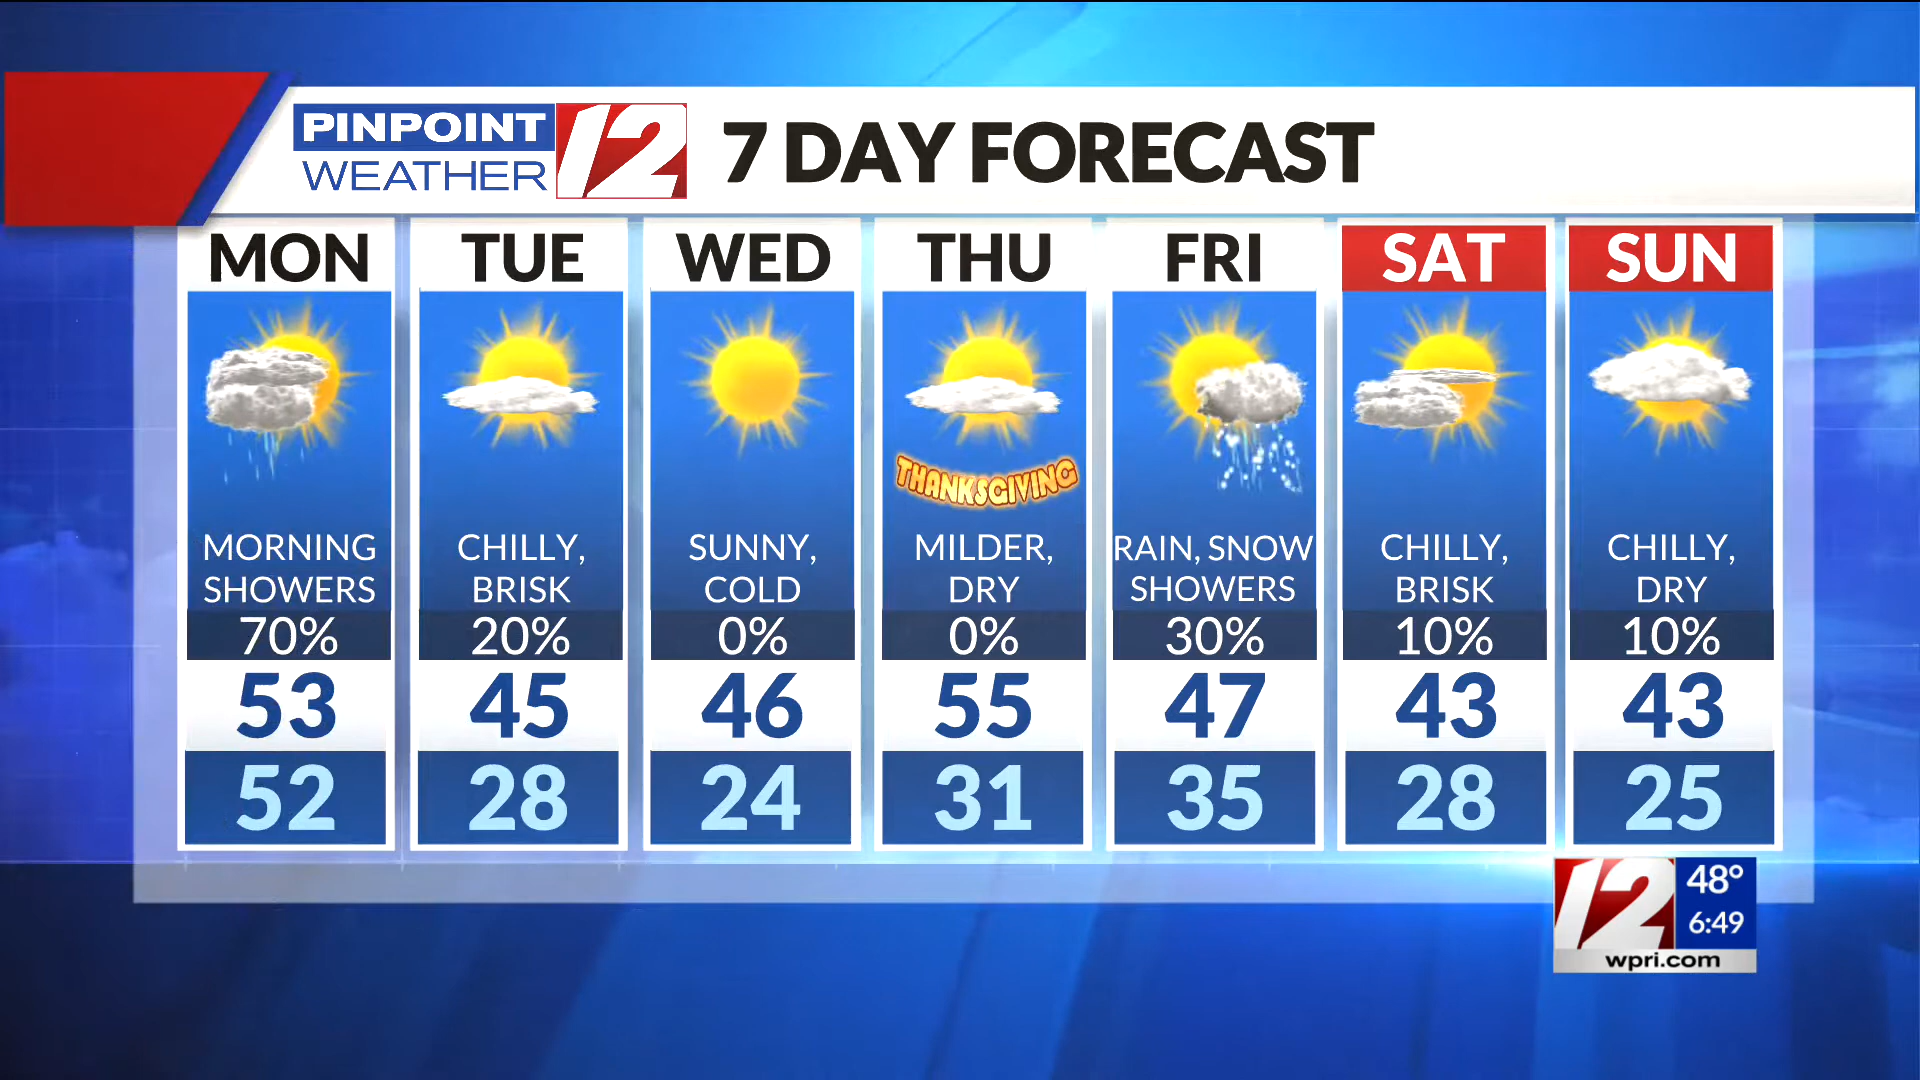 PINPOINT
WEATHER
12
7 DAY FORECAST
MON
MORNING
SHOWERS
70%
53
52
TUE
CHILLY,
BRISK
20%
45
28
WED
SUNNY,
COLD
0%
46
24
THU
THANKSGIVING
MILDER,
DRY
0%
55
31
FRI
RAIN, SNOW
SHOWERS
30%
47
35
SAT
CHILLY,
BRISK
10%
43
28
SUN
CHILLY,
DRY
10%
43
25
12
48°
6:49
wpri.com